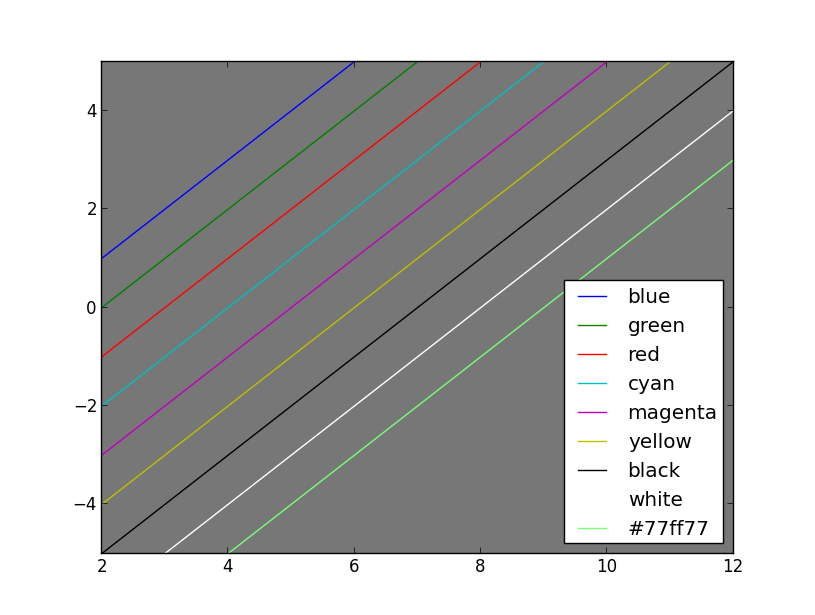 4
2
0
−2
−4
2 4 6 8 10 12
blue
green
red
cyan
magenta
yellow
black
white
#77ff77